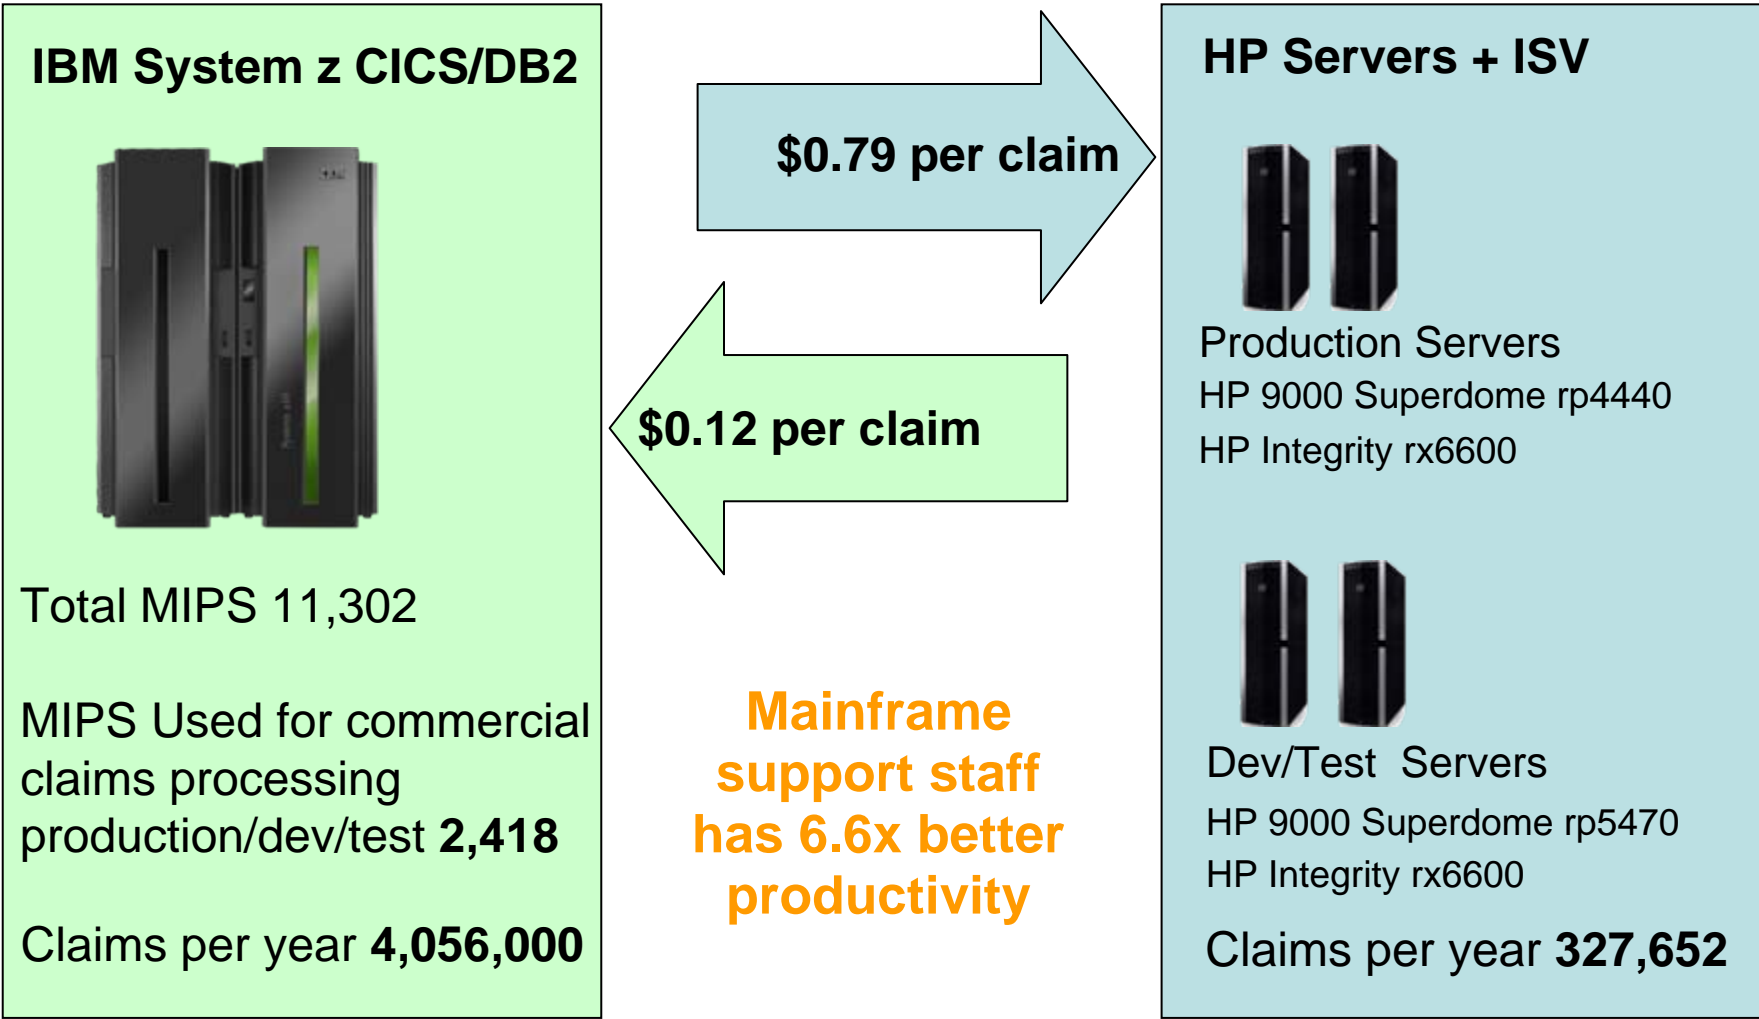 IBM System z CICS/DB2
Total MIPS 11,302
MIPS Used for commercial
claims processing
production/dev/test 2,418
Claims per year 4,056,000
$0.79 per claim
$0.12 per claim
Mainframe
support staff
has 6.6x better
productivity
HP Servers + ISV
Production Servers
HP 9000 Superdome rp4440
HP Integrity rx6600
Dev/Test  Servers
HP 9000 Superdome rp5470
HP Integrity rx6600
Claims per year 327,652